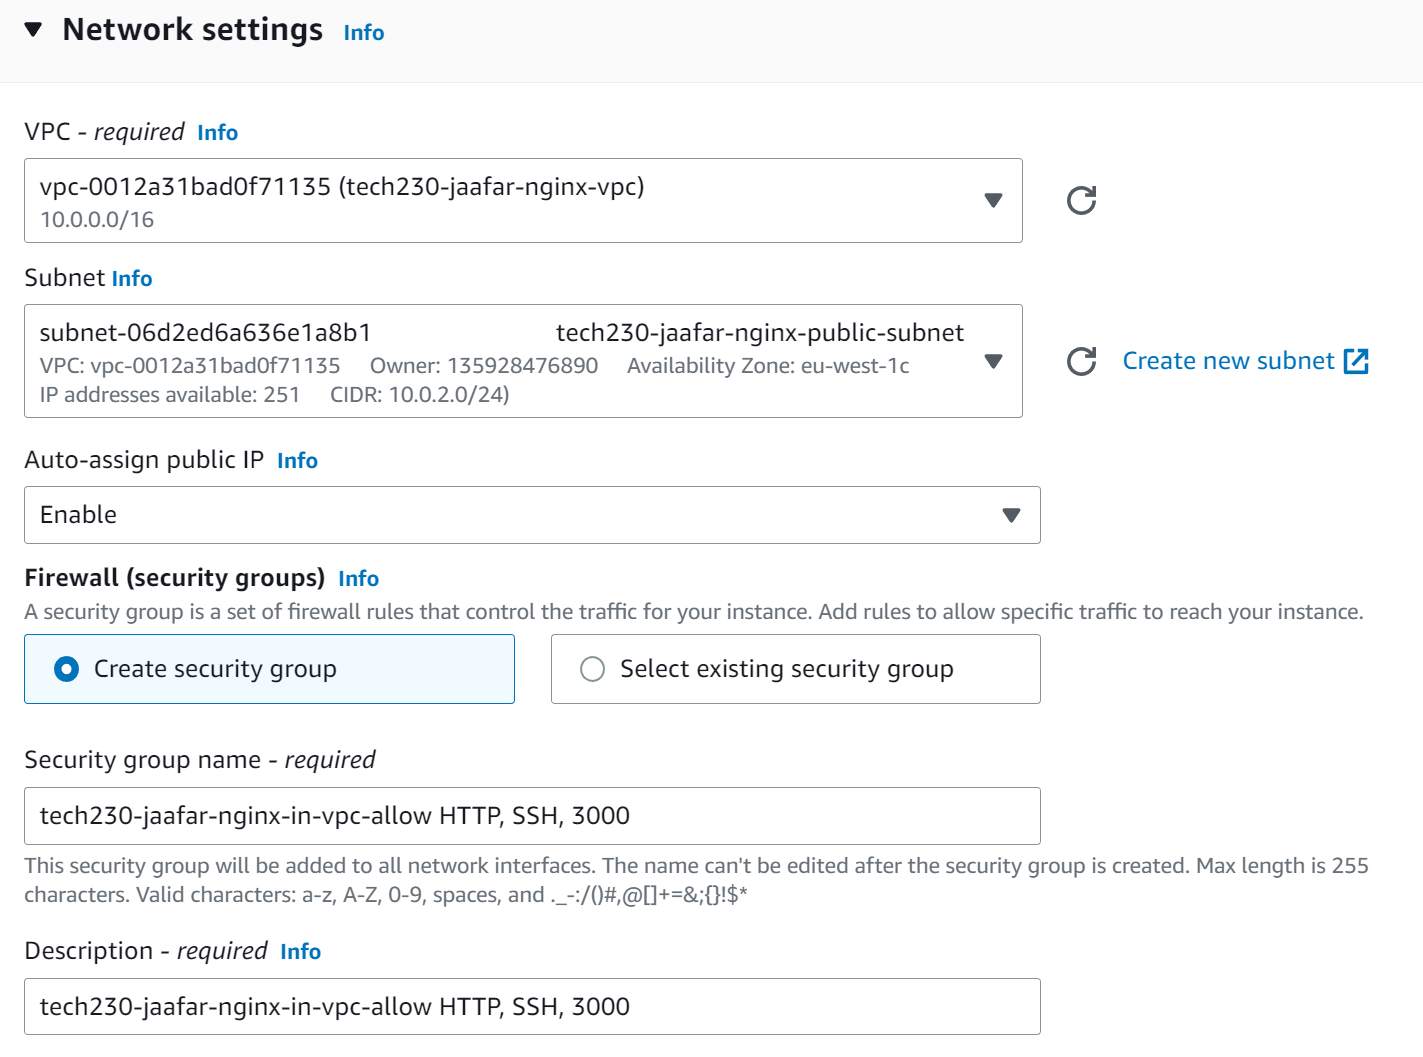 Network settings Info
VPC - required Info
vpc-0012a31bad0f71135 (tech230-jaafar-nginx-vpc)
10.0.0.0/16
Subnet Info
subnet-06d2ed6a636e1a8b1 tech230-jaafar-nginx-public-subnet
VPC: vpc-0012a31bad0f71135 Owner: 135928476890 Availability Zone: eu-west-1c
IP addresses available: 251 CIDR: 10.0.2.0/24)
Create new subnet
Auto-assign public IP Info
Enable
Firewall (security groups) Info
A security group is a set of firewall rules that control the traffic for your instance. Add rules to allow specific traffic to reach your instance.
Create security group Select existing security group
Security group name - required
tech230-jaafar-nginx-in-vpc-allow HTTP, SSH, 3000
This security group will be added to all network interfaces. The name can't be edited after the security group is created. Max length is 255
characters. Valid characters: a-z, A-Z, 0-9, spaces, and ._-:/()#,@[]+=&;{}!$*
Description - required Info
tech230-jaafar-nginx-in-vpc-allow HTTP, SSH, 3000